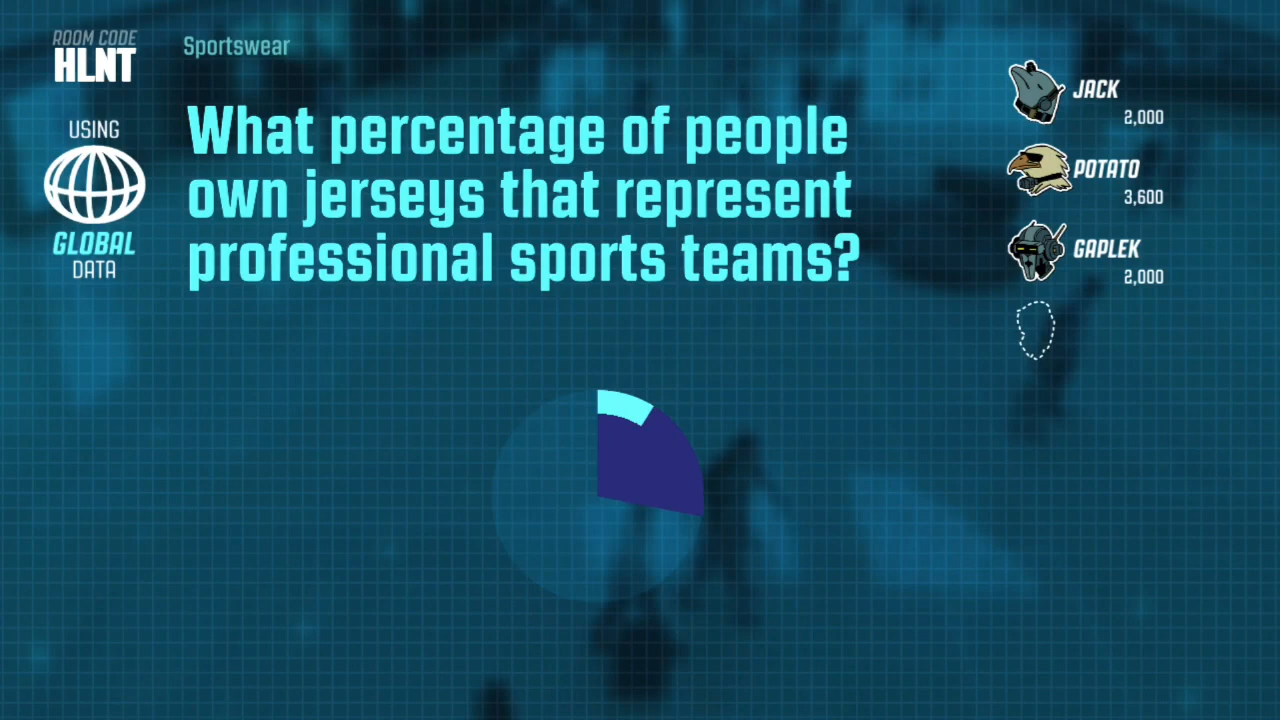 ROOM CODE
HLNT
USING
GLOBAL
DATA
Sportswear
What percentage of people
own jerseys that represent
professional sports teams?
JACK
2,000
POTATO
3,600
GAPLEK
2,000